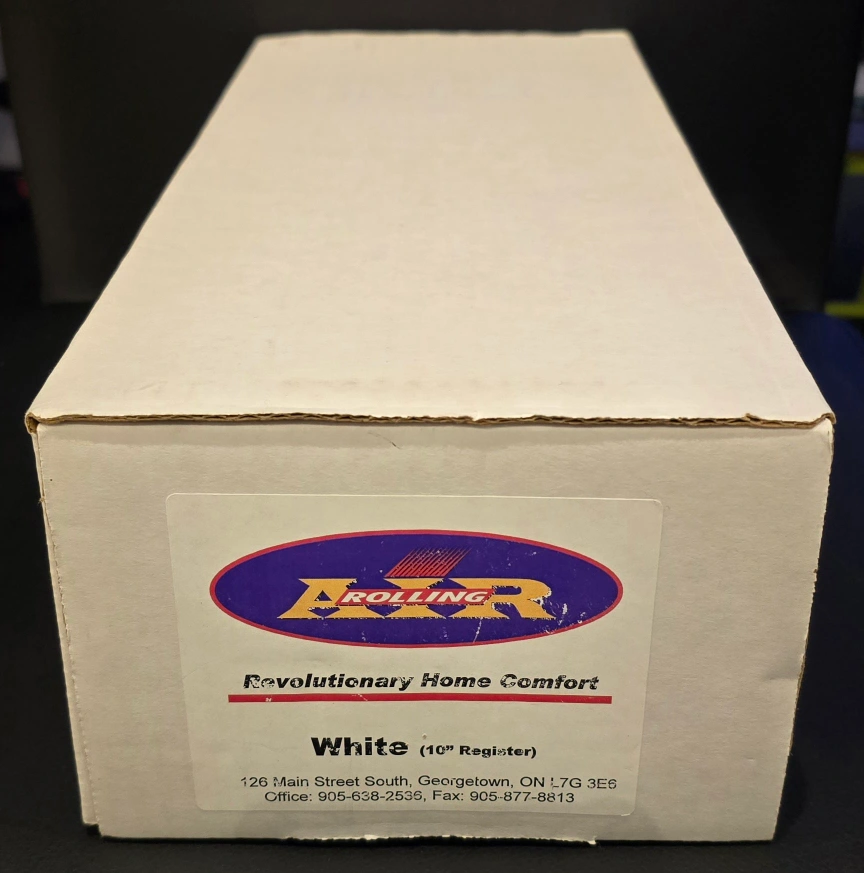 AIR
ROLLING
Revolutionary Home Comfort
White (10” Register)
126 Main Street South, Georgetown, ON L7G 3E6
Office: 905-638-2536, Fax: 905-877-8813